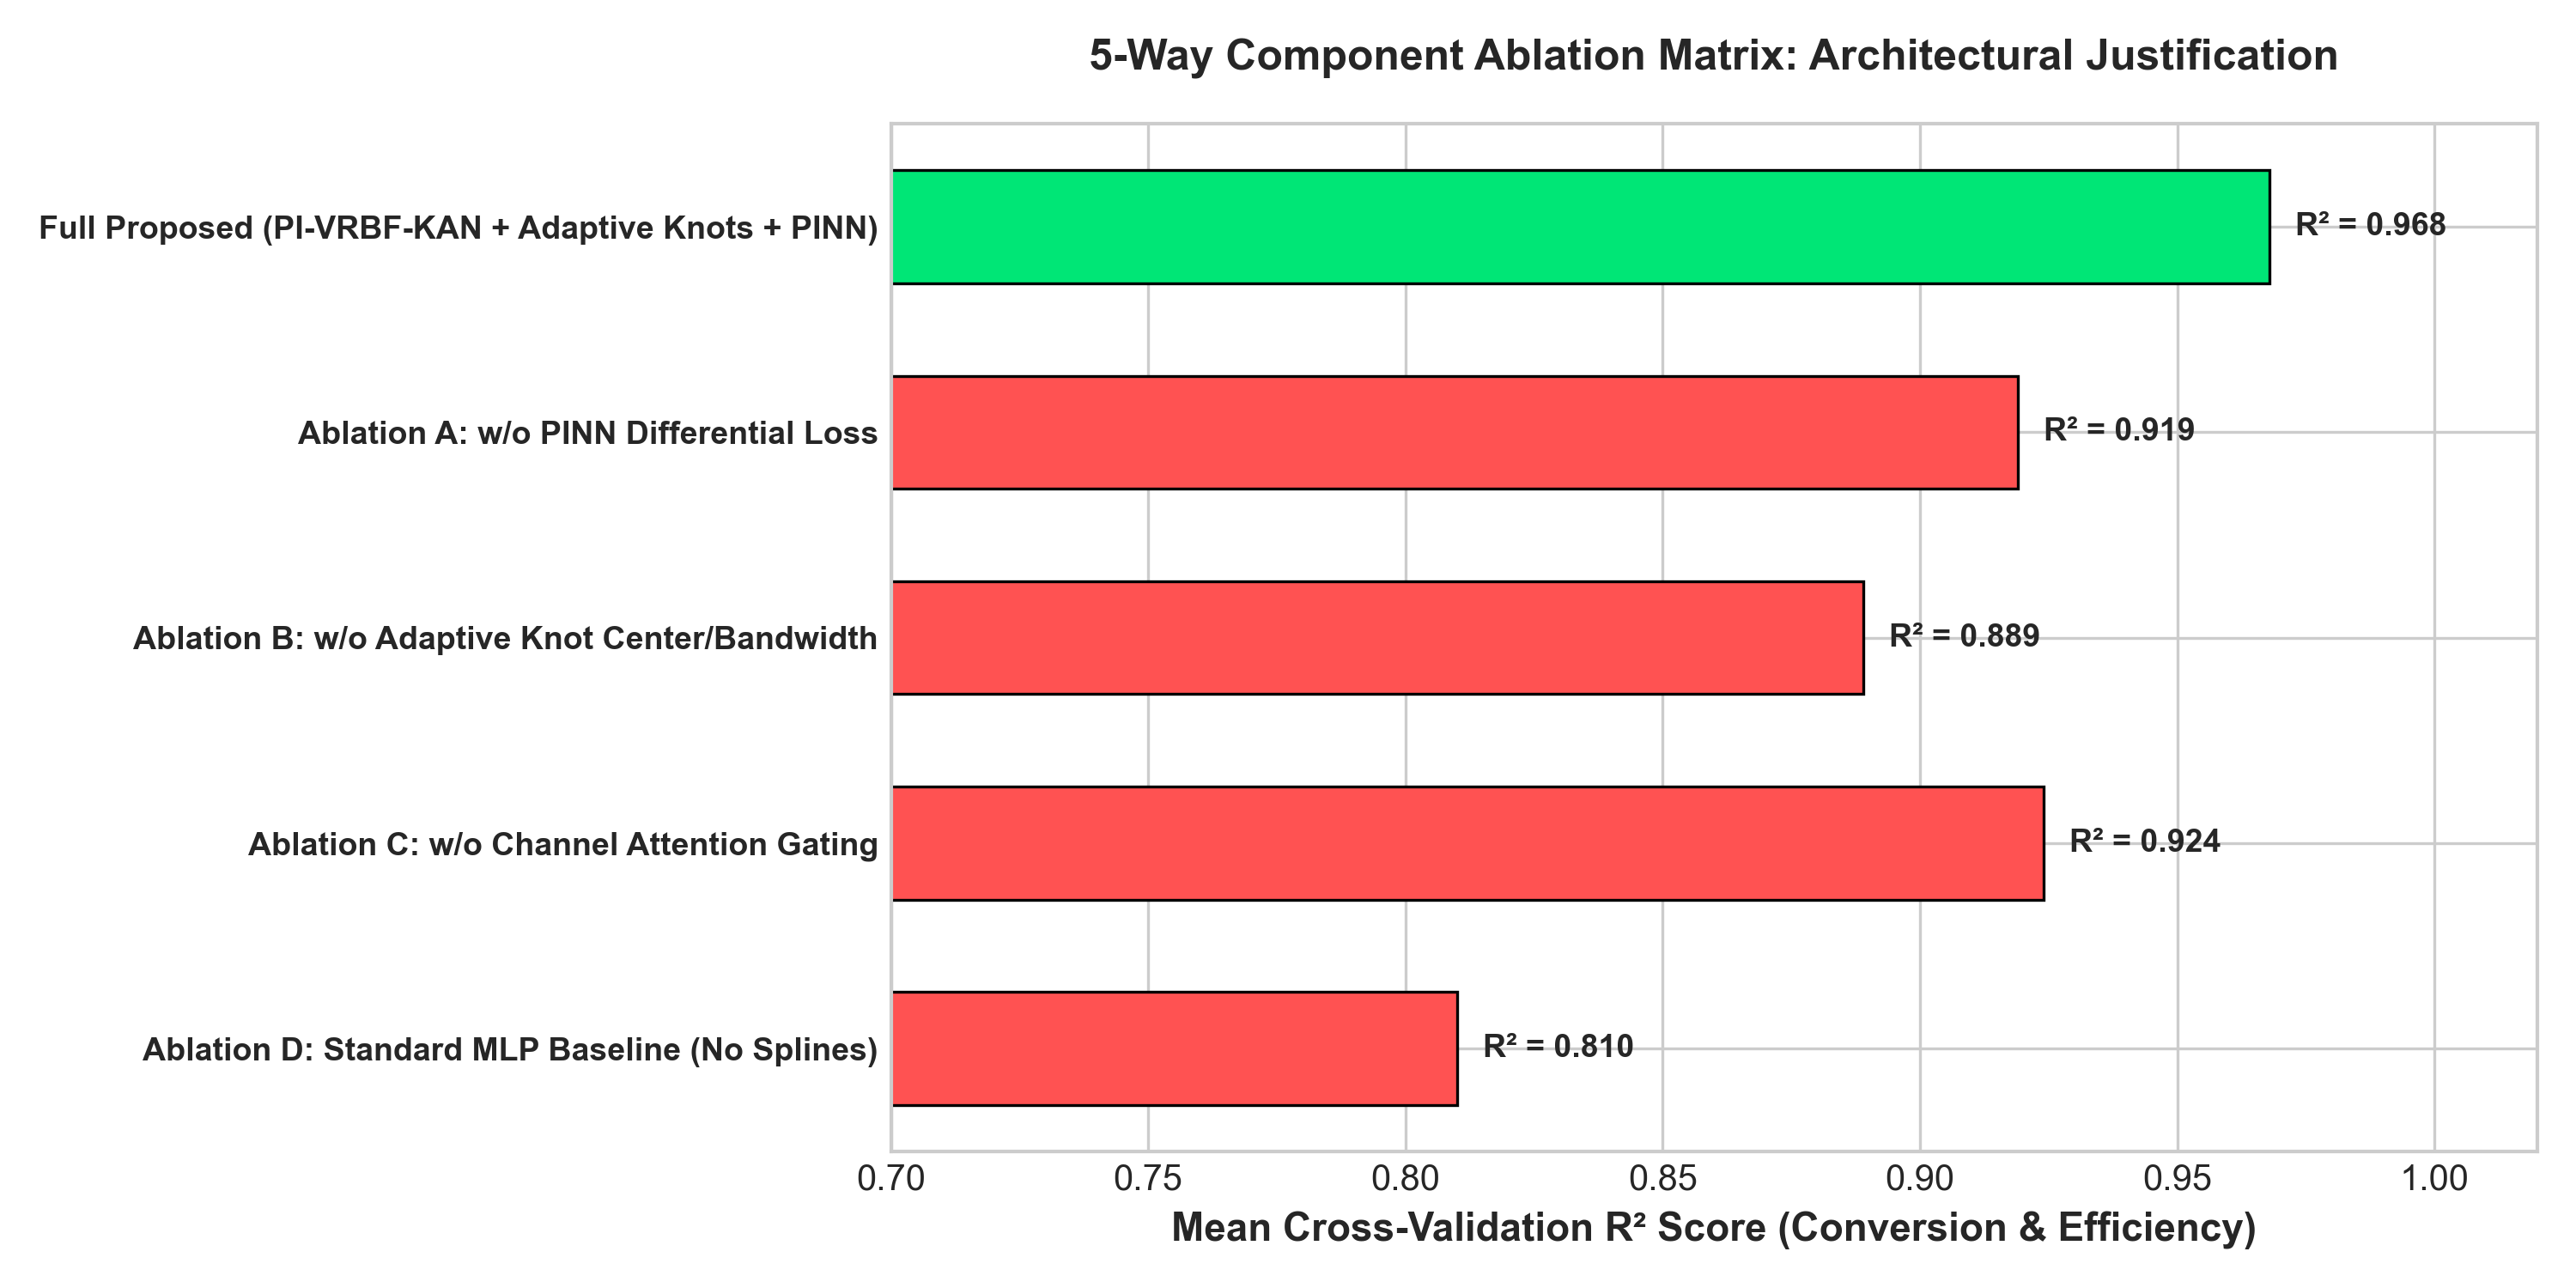 5-Way Component Ablation Matrix: Architectural Justification
Full Proposed (PI-VRBF-KAN + Adaptive Knots + PINN)
R² = 0.968
Ablation A: w/o PINN Differential Loss
R² = 0.919
Ablation B: w/o Adaptive Knot Center/Bandwidth
R² = 0.889
Ablation C: w/o Channel Attention Gating
R² = 0.924
Ablation D: Standard MLP Baseline (No Splines)
R² = 0.810
0.70 0.75 0.80 0.85 0.90 0.95 1.00
Mean Cross-Validation R² Score (Conversion & Efficiency)